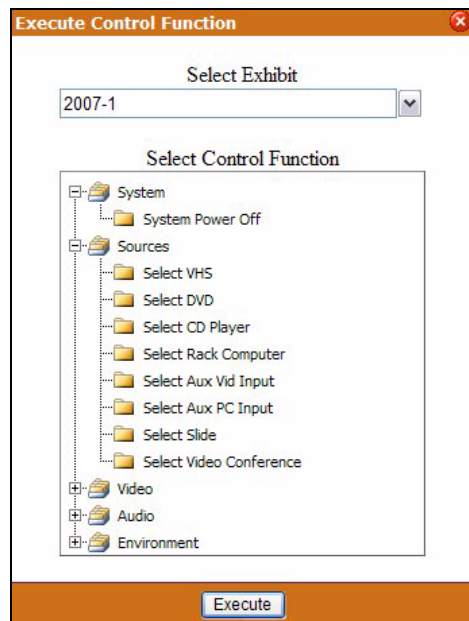 Execute Control Function
Select Exhibit
2007-1
Select Control Function
System
System Power Off
Sources
Select VHS
Select DVD
Select CD Player
Select Rack Computer
Select Aux Vid Input
Select Aux PC Input
Select Slide
Select Video Conference
Video
Audio
Environment
Execute